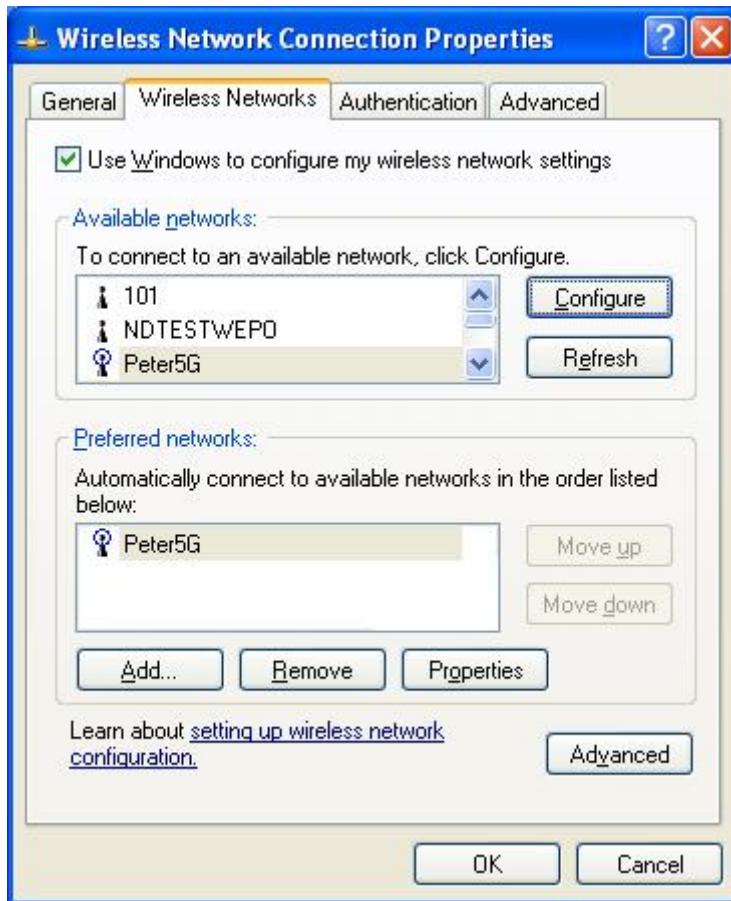 Wireless Network Connection Properties
General Wireless Networks Authentication Advanced
Use Windows to configure my wireless network settings
Available networks:
To connect to an available network, click Configure.
101
NDTESTWEP0
Peter5G
Configure
Refresh
Preferred networks:
Automatically connect to available networks in the order listed
below:
Peter5G
Move up
Move down
Add... Remove Properties
Learn about setting up wireless network
configuration.
Advanced
OK Cancel